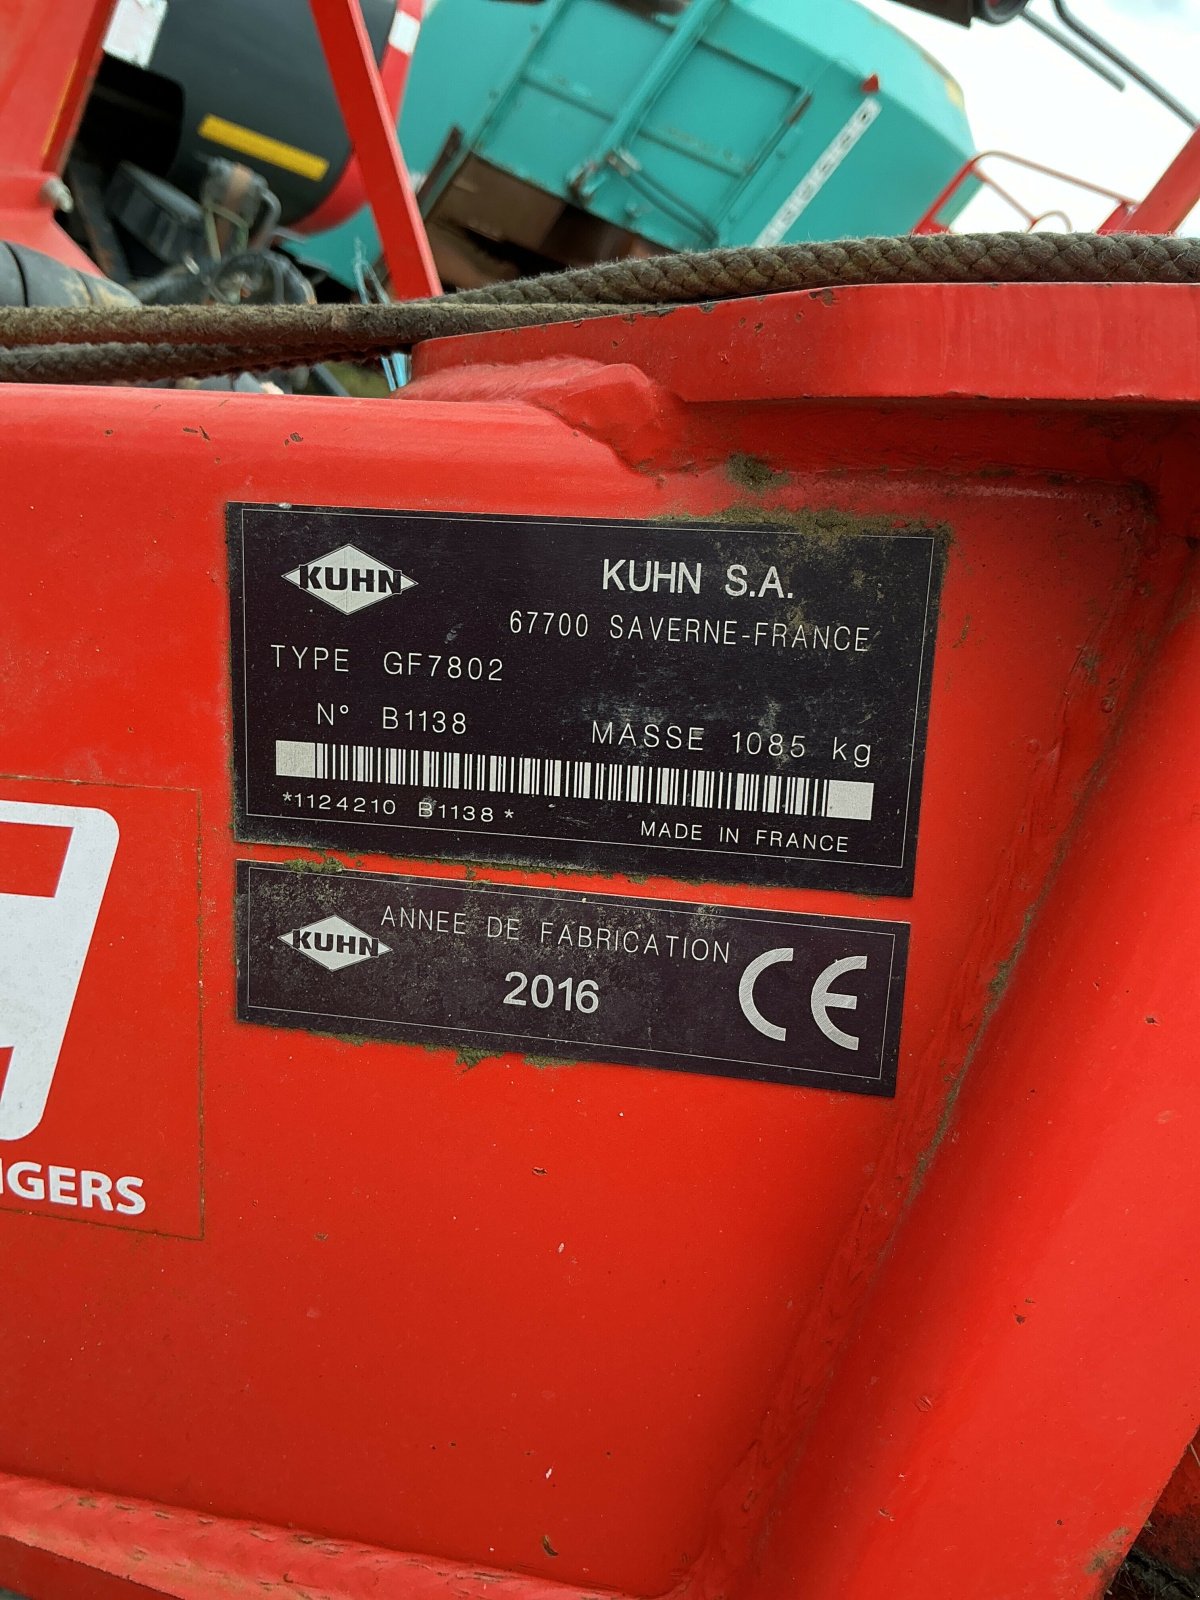 KUHN
KUHN S.A.
67700 SAVERNE-FRANCE
TYPE GF7802
N° B1138
MASSE 1085 kg
*1124210 B1138*
MADE IN FRANCE
KUHN
ANNEE DE FABRICATION
2016
CE